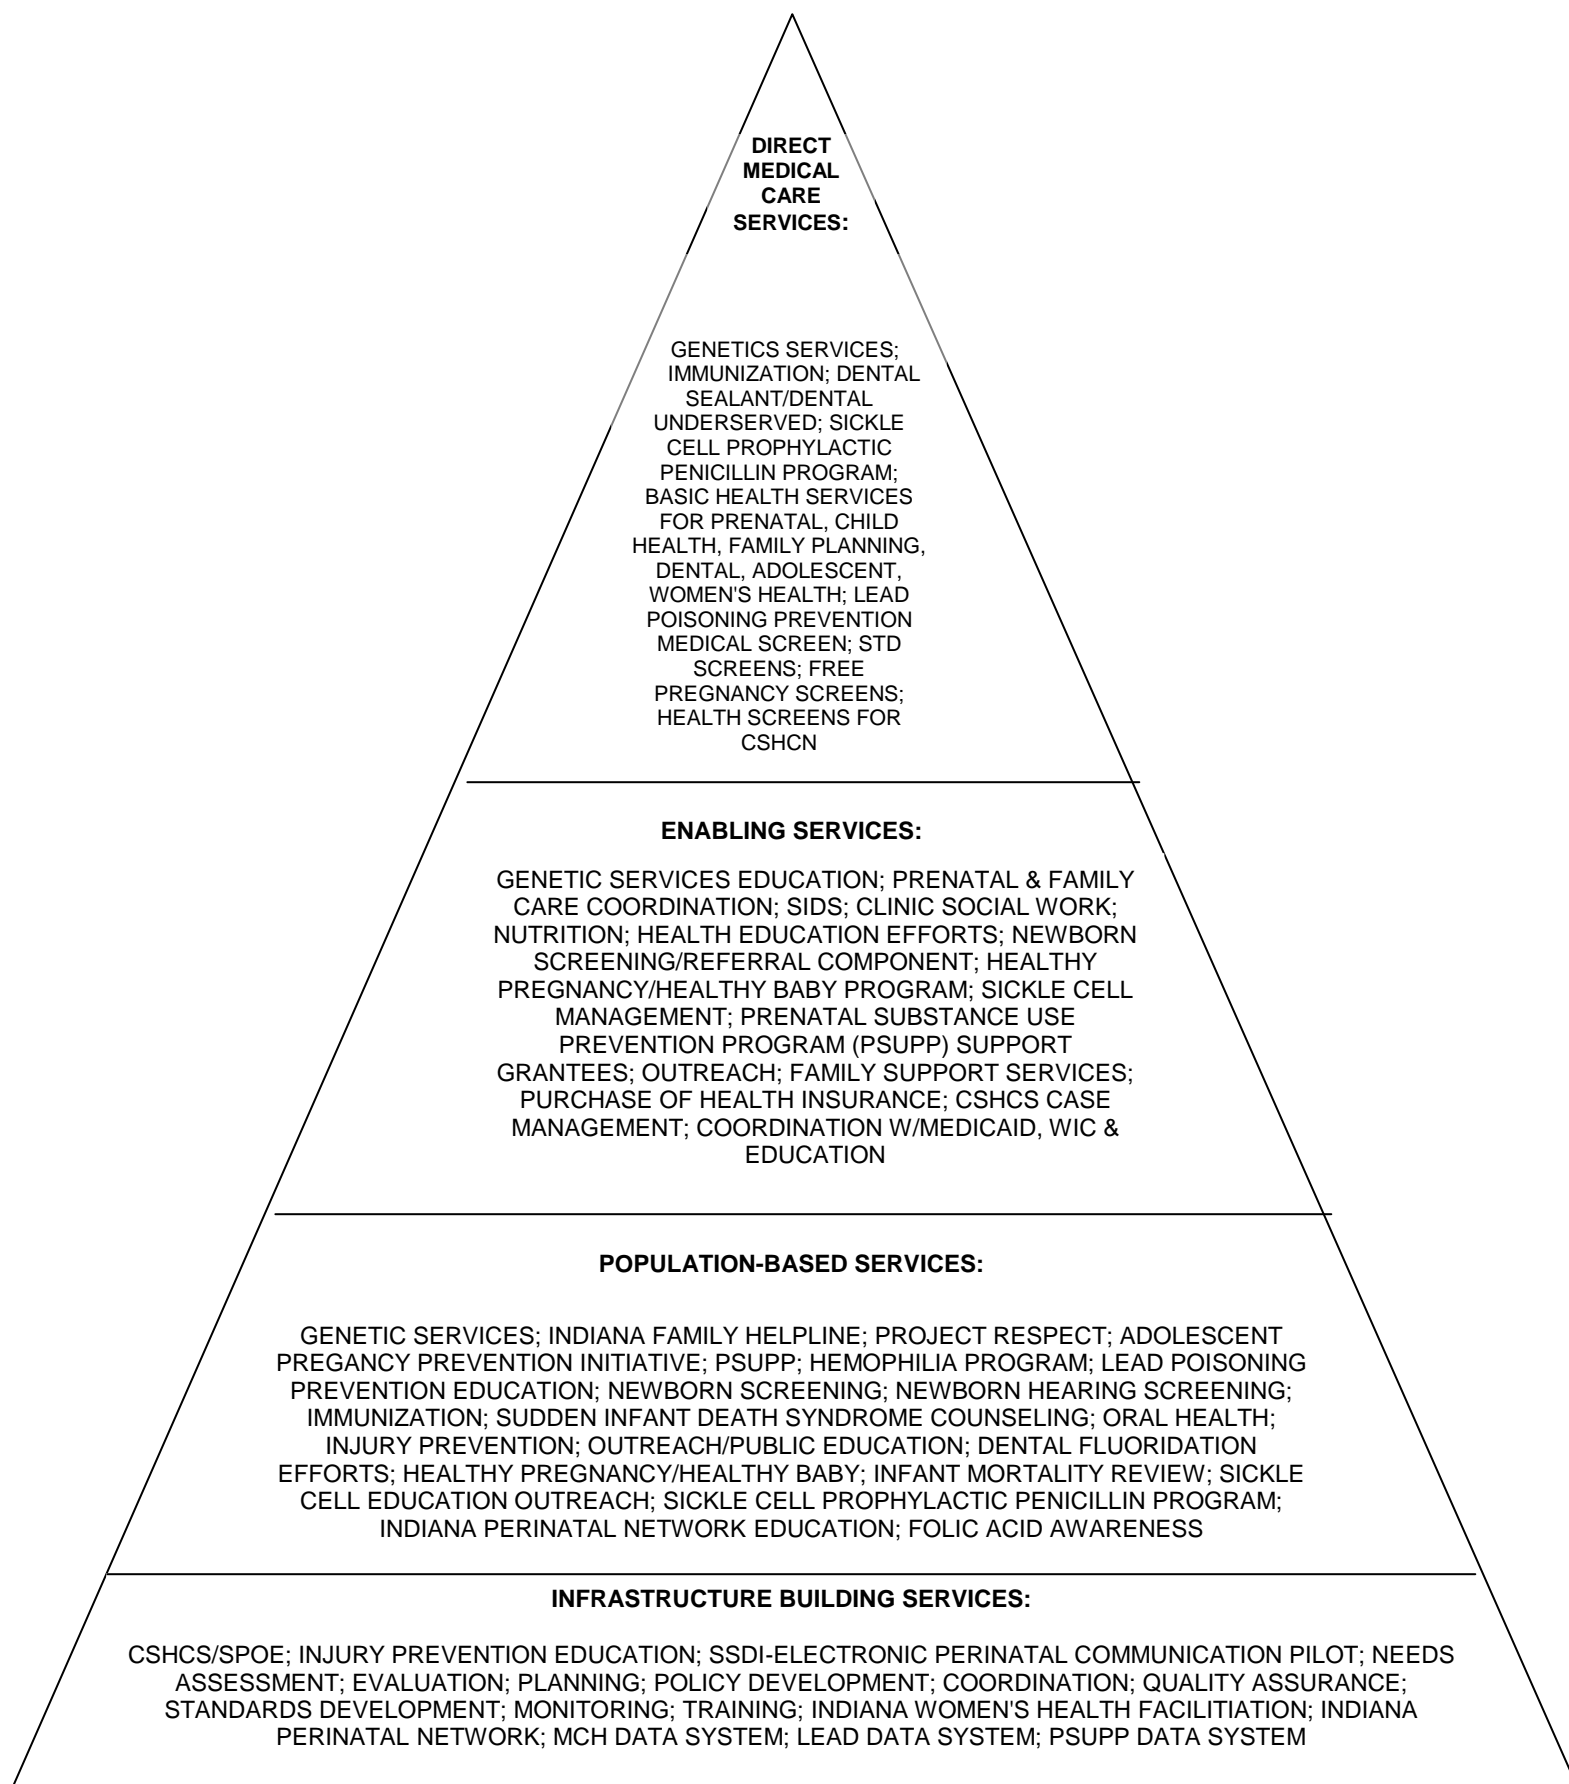 DIRECT
MEDICAL
CARE
SERVICES:
GENETICS SERVICES;
IMMUNIZATION; DENTAL
SEALANT/DENTAL
UNDERSERVED; SICKLE
CELL PROPHYLACTIC
PENICILLIN PROGRAM;
BASIC HEALTH SERVICES
FOR PRENATAL, CHILD
HEALTH, FAMILY PLANNING,
DENTAL, ADOLESCENT,
WOMEN'S HEALTH; LEAD
POISONING PREVENTION
MEDICAL SCREEN; STD
SCREENS; FREE
PREGNANCY SCREENS;
HEALTH SCREENS FOR
CSHCN
ENABLING SERVICES:
GENETIC SERVICES EDUCATION; PRENATAL & FAMILY
CARE COORDINATION; SIDS; CLINIC SOCIAL WORK;
NUTRITION; HEALTH EDUCATION EFFORTS; NEWBORN
SCREENING/REFERRAL COMPONENT; HEALTHY
PREGNANCY/HEALTHY BABY PROGRAM; SICKLE CELL
MANAGEMENT; PRENATAL SUBSTANCE USE
PREVENTION PROGRAM (PSUPP) SUPPORT
GRANTEES; OUTREACH; FAMILY SUPPORT SERVICES;
PURCHASE OF HEALTH INSURANCE; CSHCS CASE
MANAGEMENT; COORDINATION W/MEDICAID, WIC &
EDUCATION
POPULATION-BASED SERVICES:
GENETIC SERVICES; INDIANA FAMILY HELPLINE; PROJECT RESPECT; ADOLESCENT
PREGANCY PREVENTION INITIATIVE; PSUPP; HEMOPHILIA PROGRAM; LEAD POISONING
PREVENTION EDUCATION; NEWBORN SCREENING; NEWBORN HEARING SCREENING;
IMMUNIZATION; SUDDEN INFANT DEATH SYNDROME COUNSELING; ORAL HEALTH;
INJURY PREVENTION; OUTREACH/PUBLIC EDUCATION; DENTAL FLUORIDATION
EFFORTS; HEALTHY PREGNANCY/HEALTHY BABY; INFANT MORTALITY REVIEW; SICKLE
CELL EDUCATION OUTREACH; SICKLE CELL PROPHYLACTIC PENICILLIN PROGRAM;
INDIANA PERINATAL NETWORK EDUCATION; FOLIC ACID AWARENESS
INFRASTRUCTURE BUILDING SERVICES:
CSHCS/SPOE; INJURY PREVENTION EDUCATION; SSDI-ELECTRONIC PERINATAL COMMUNICATION PILOT; NEEDS
ASSESSMENT; EVALUATION; PLANNING; POLICY DEVELOPMENT; COORDINATION; QUALITY ASSURANCE;
STANDARDS DEVELOPMENT; MONITORING; TRAINING; INDIANA WOMEN'S HEALTH FACILITIATION; INDIANA
PERINATAL NETWORK; MCH DATA SYSTEM; LEAD DATA SYSTEM; PSUPP DATA SYSTEM